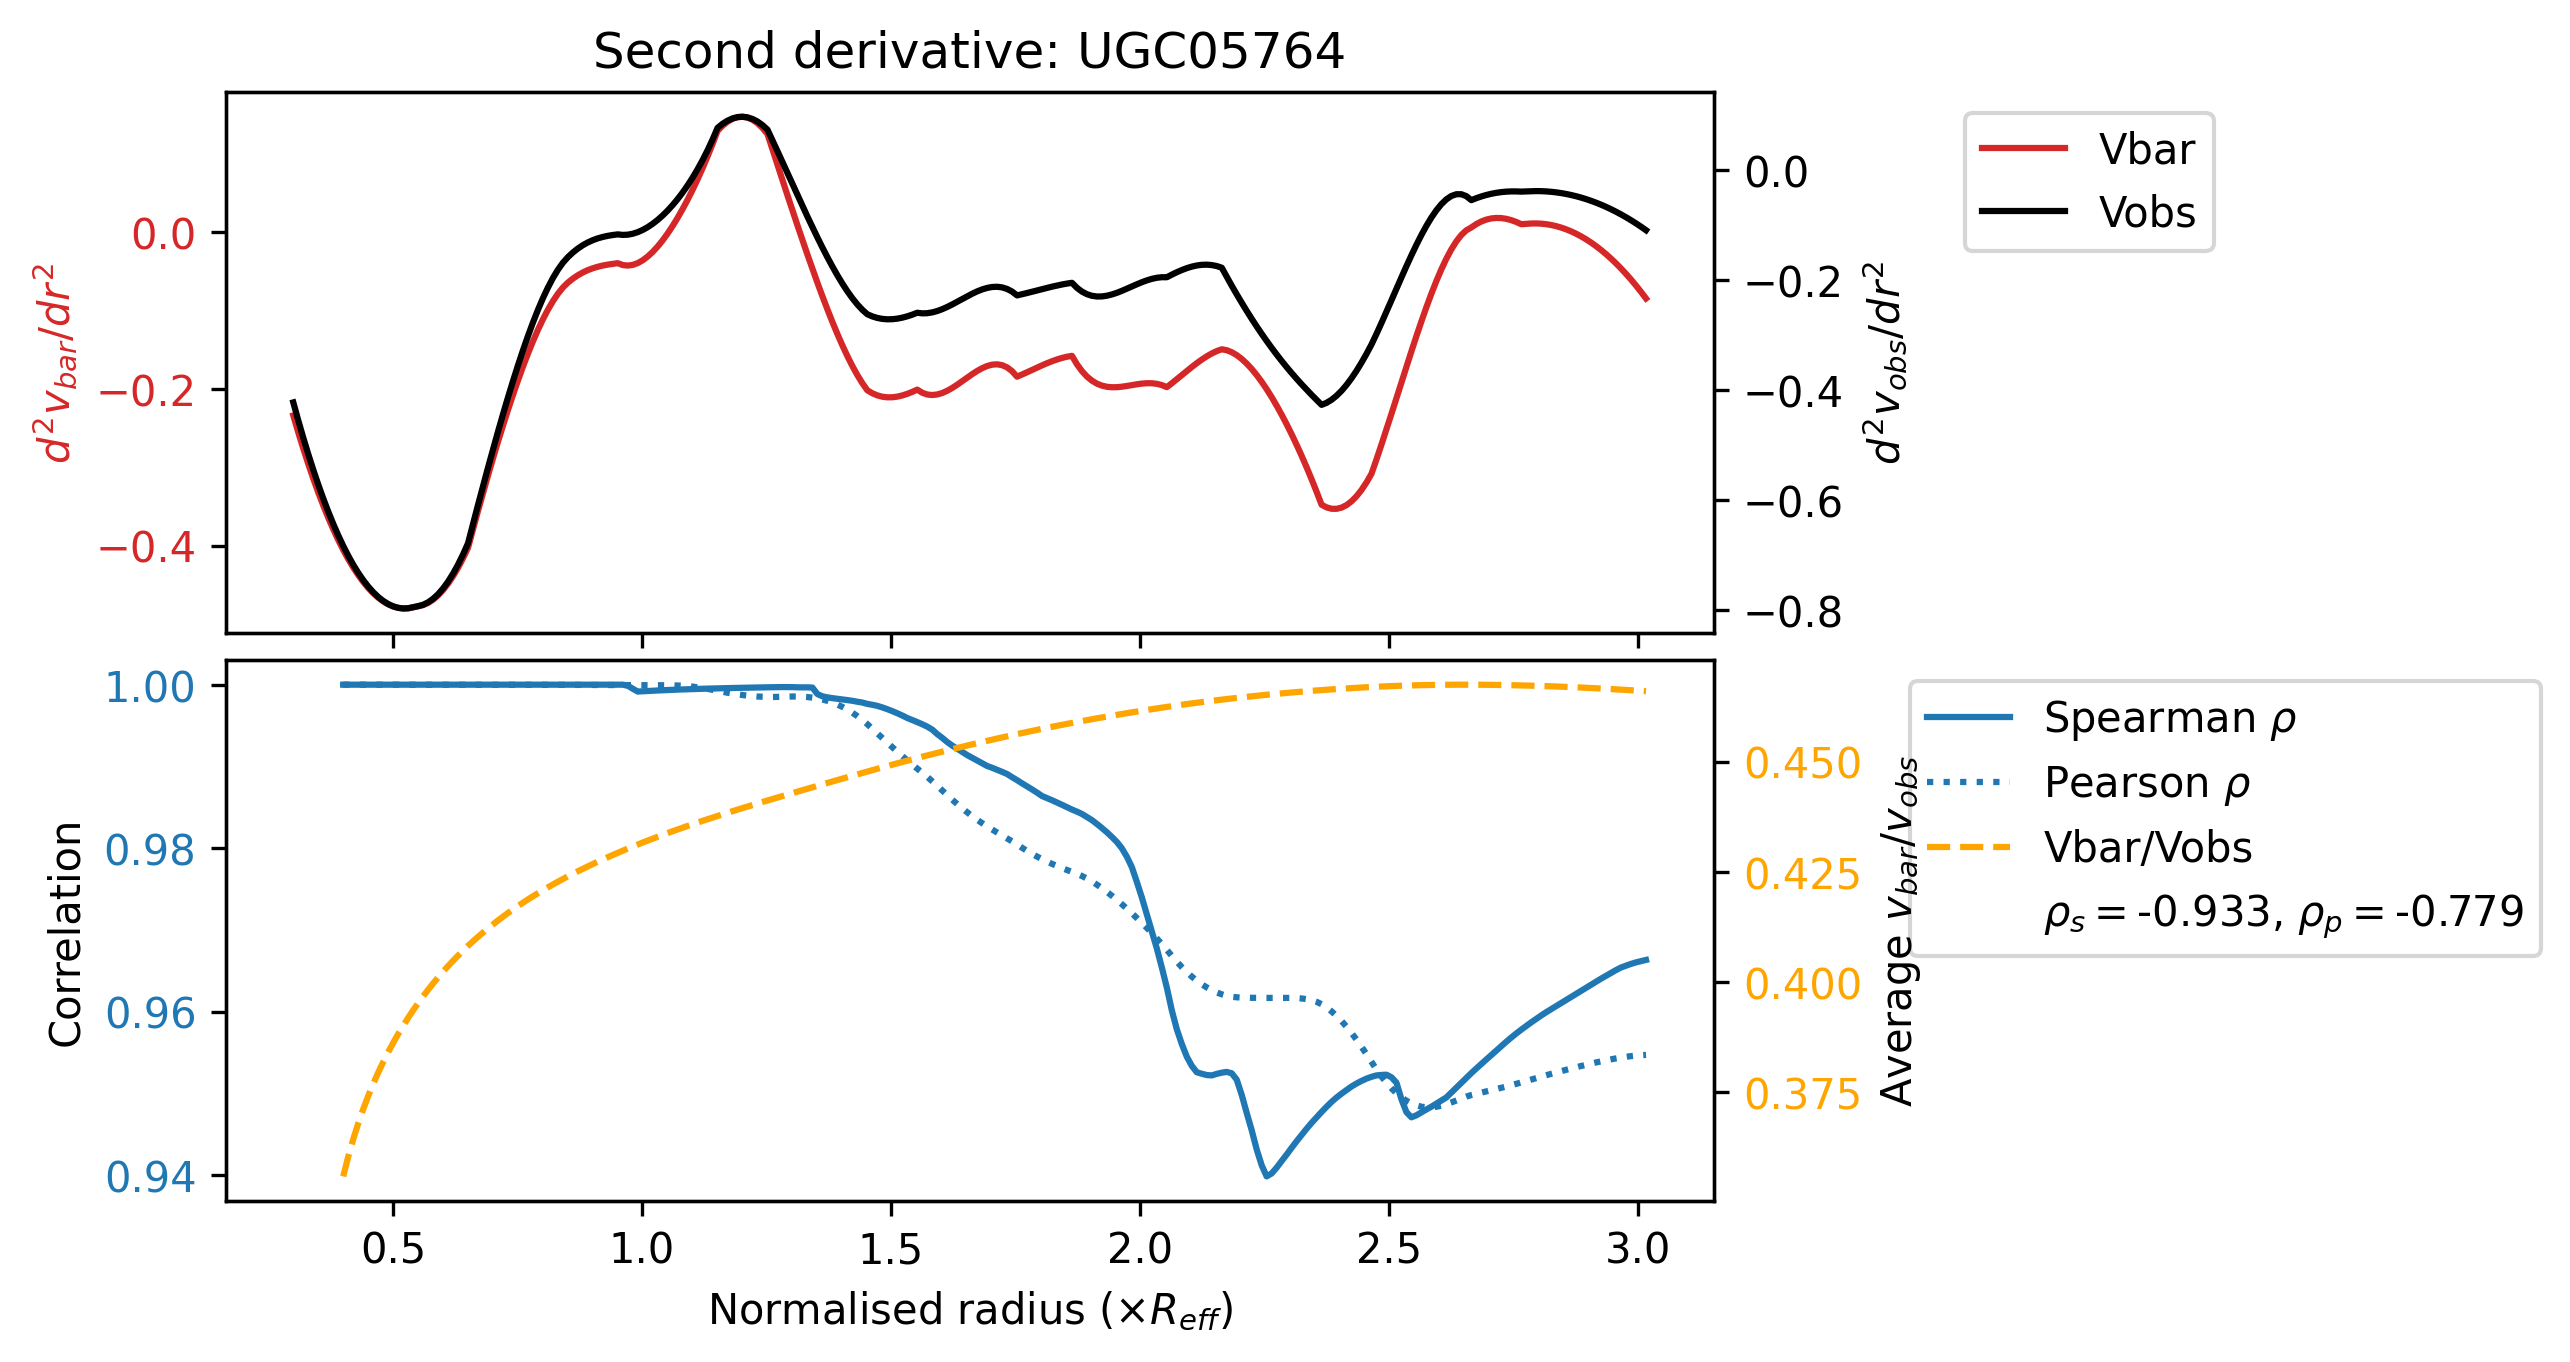 Second derivative: UGC05764
0.0
−0.2
−0.4
d²v_bar/dr²
0.0
−0.2
−0.4
−0.6
−0.8
d²v_obs/dr²
Vbar
Vobs
1.00
0.98
0.96
0.94
Correlation
0.450
0.425
0.400
0.375
Average v_bar/v_obs
Spearman ρ
Pearson ρ
Vbar/Vobs
ρ_s = -0.933, ρ_p = -0.779
0.5 1.0 1.5 2.0 2.5 3.0
Normalised radius (×R_eff)